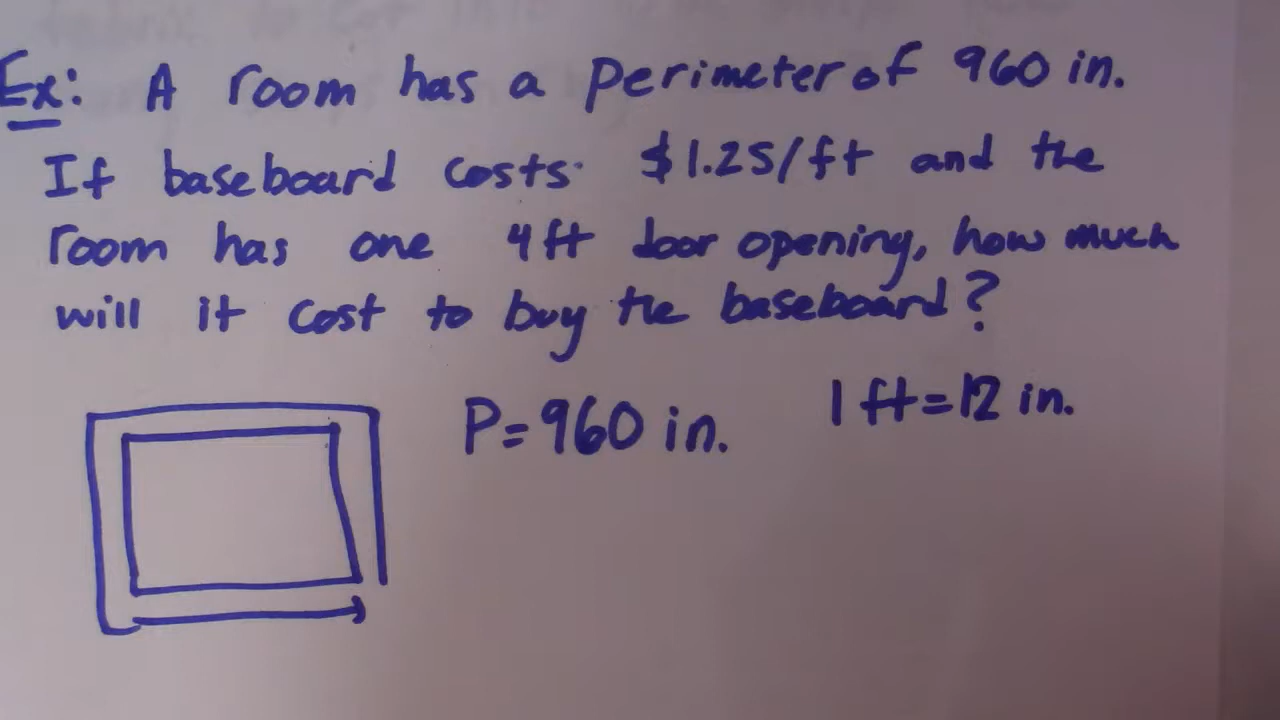 Ex: A room has a perimeter of 960 in.
If baseboard costs $1.25/ft and the
room has one 4ft door opening, how much
will it cost to buy the baseboard?
P=960 in.
1 ft=12 in.